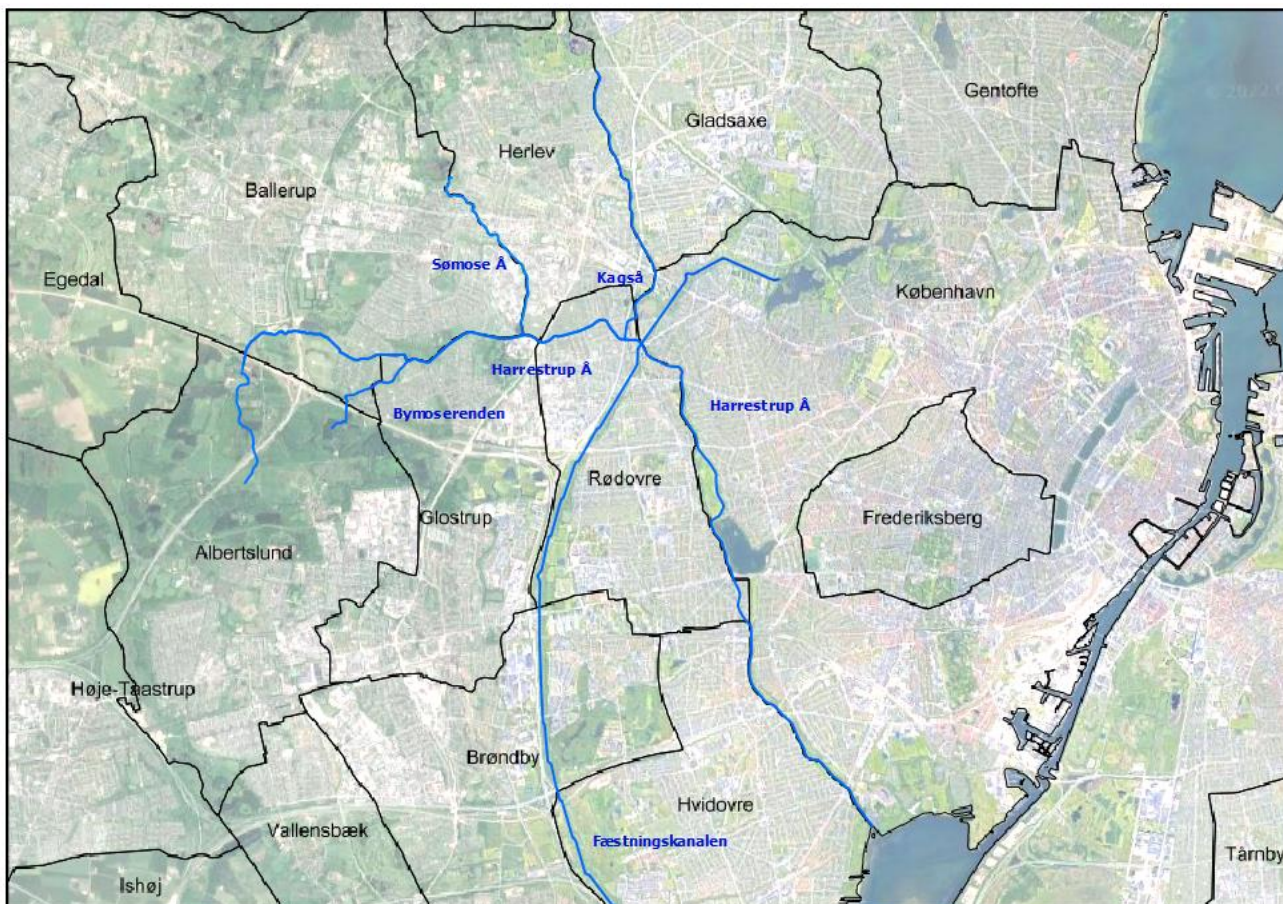 Gentofte
Gladsaxe
Herlev
Ballerup
Sømose Å
Kagså
Egedal
København
Harrestrup Å
Harrestrup Å
Bymoserenden
Rødovre
Glostrup
Frederiksberg
Albertslund
Høje-Taastrup
Brøndby
Hvidovre
Vallensbæk
Fæstningskanalen
Tårnby
Ishøj